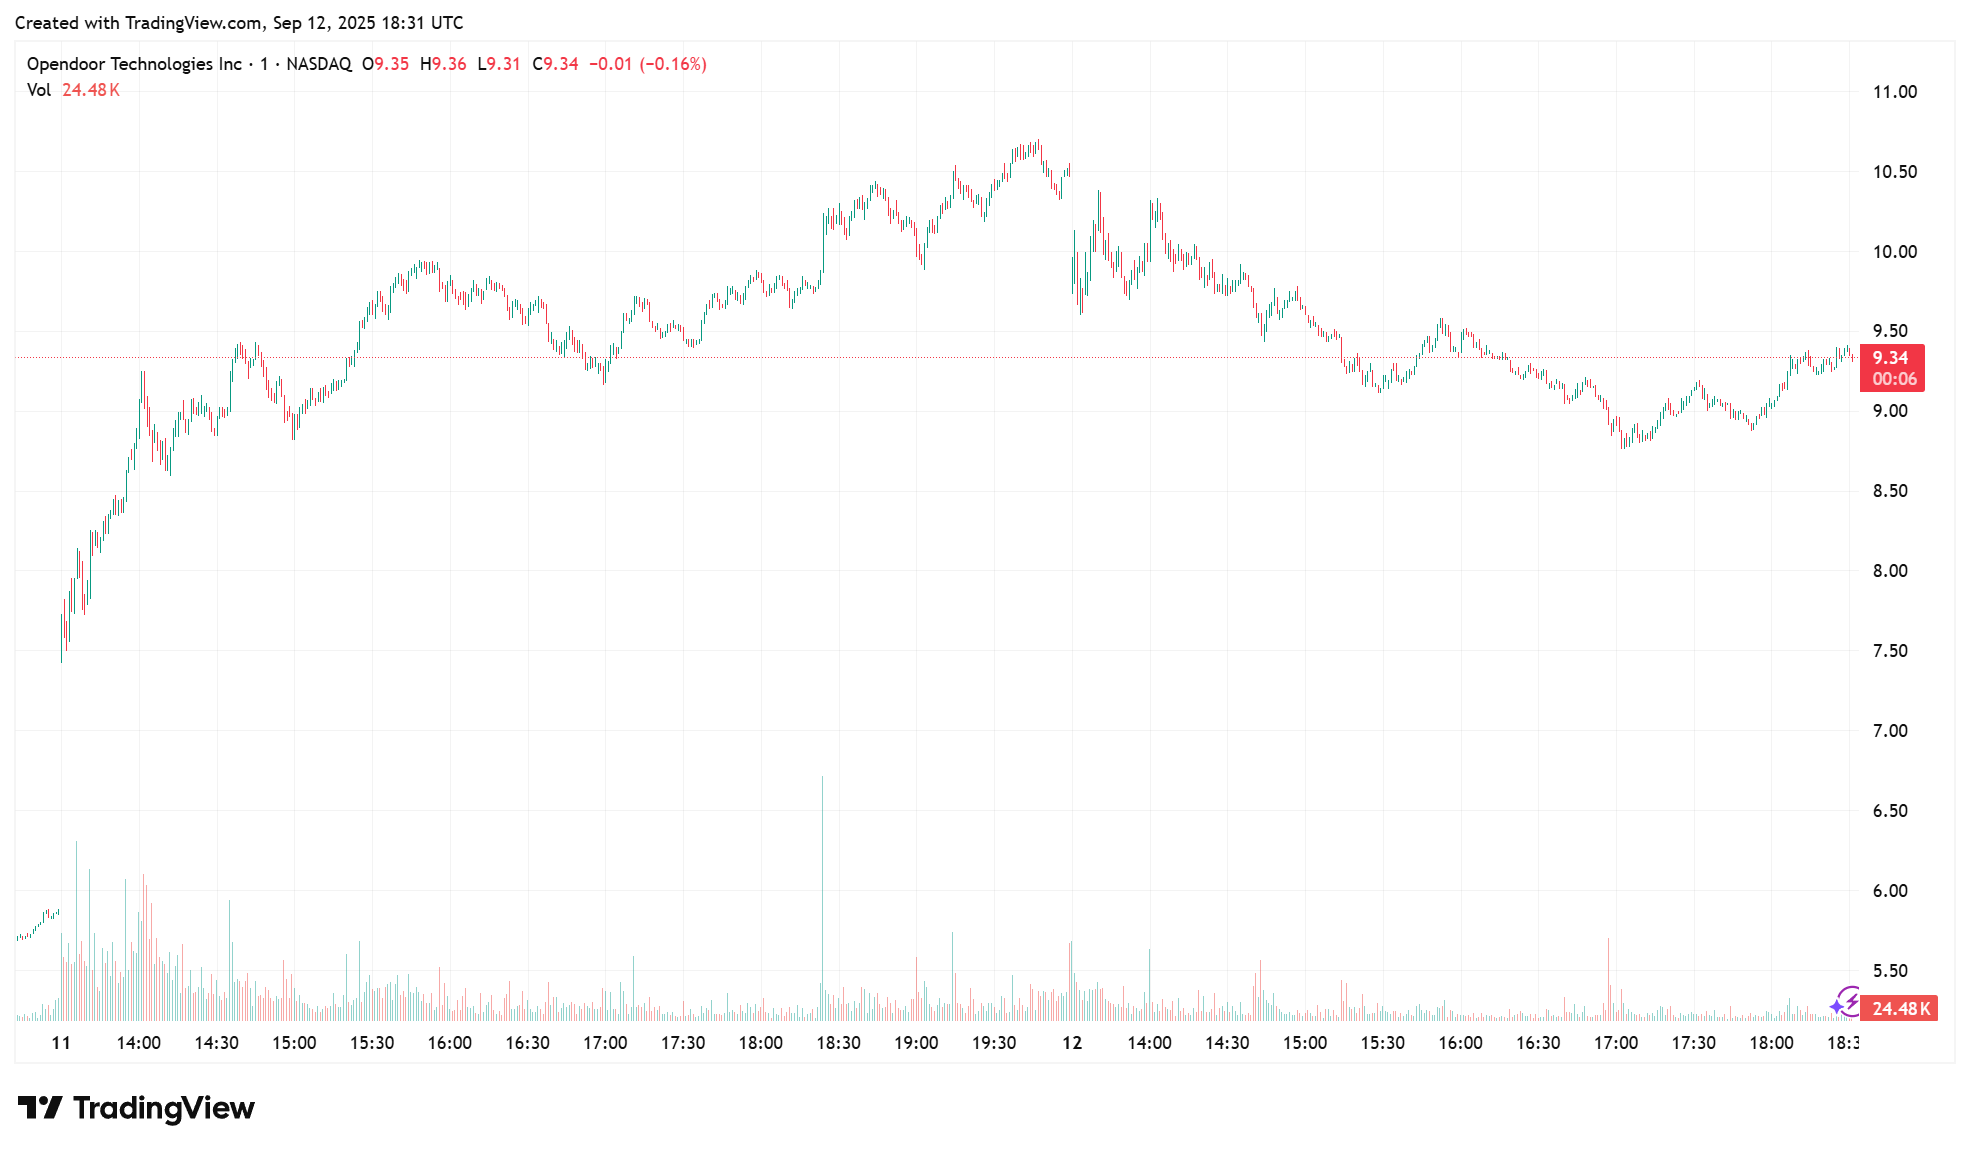 Created with TradingView.com, Sep 12, 2025 18:31 UTC
Opendoor Technologies Inc · 1 · NASDAQ O9.35 H9.36 L9.31 C9.34 −0.01 (−0.16%)
Vol 24.48 K
11.00
10.50
10.00
9.50
9.34
00:06
9.00
8.50
8.00
7.50
7.00
6.50
6.00
5.50
24.48 K
11 14:00 14:30 15:00 15:30 16:00 16:30 17:00 17:30 18:00 18:30 19:00 19:30 12 14:00 14:30 15:00 15:30 16:00 16:30 17:00 17:30 18:00 18:3
TradingView